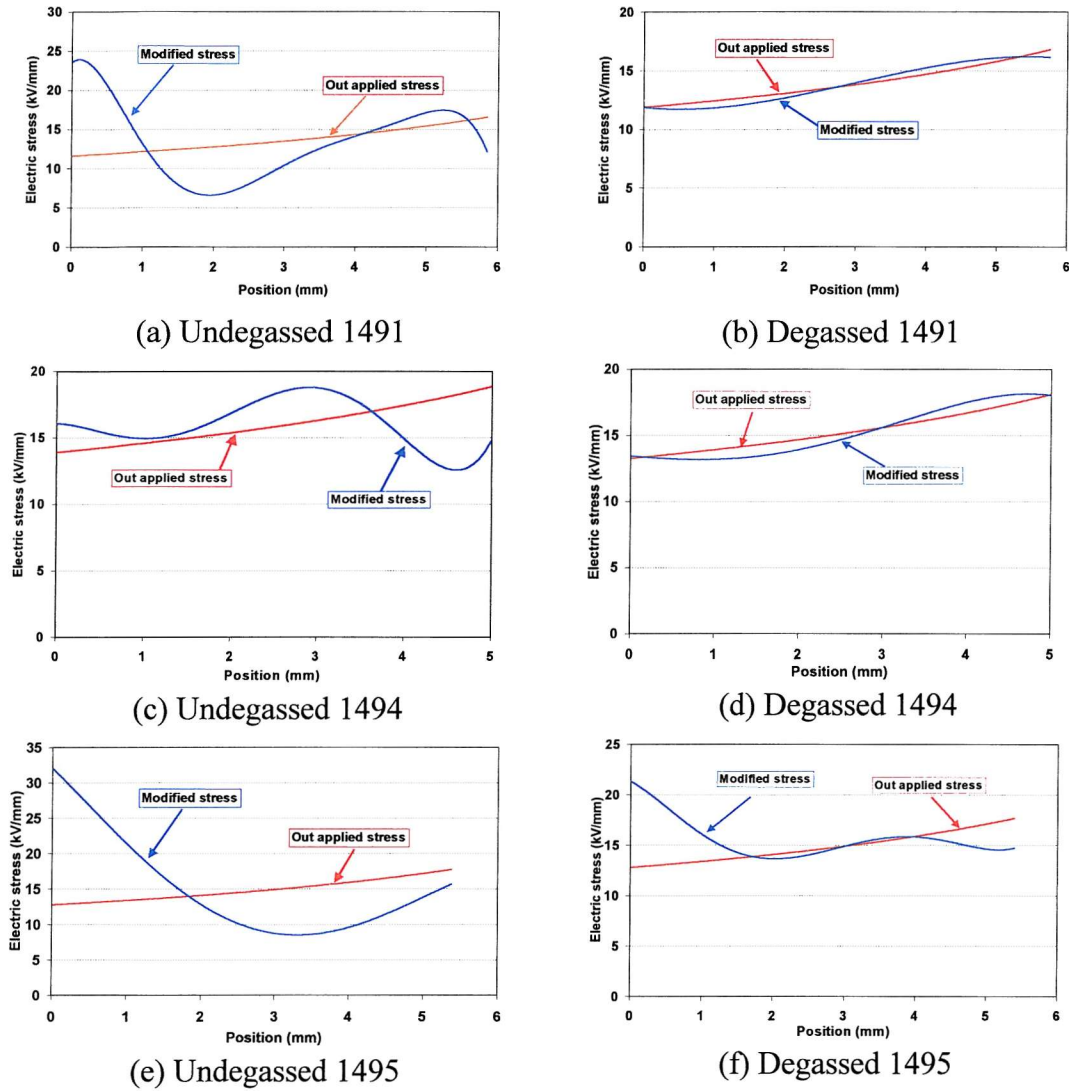 Electric stress (kV/mm)
30
25
20
15
10
5
0
Modified stress
Out applied stress
0 1 2 3 4 5 6
Position (mm)
(a) Undegassed 1491
Electric stress (kV/mm)
20
15
10
5
0
Out applied stress
Modified stress
0 1 2 3 4 5 6
Position (mm)
(b) Degassed 1491
Electric stress (kV/mm)
20
15
10
5
0
Out applied stress
Modified stress
0 1 2 3 4 5
Position (mm)
(c) Undegassed 1494
Electric stress (kV/mm)
20
15
10
5
0
Out applied stress
Modified stress
0 1 2 3 4 5
Position (mm)
(d) Degassed 1494
Electric stress (kV/mm)
35
30
25
20
15
10
5
0
Modified stress
Out applied stress
0 1 2 3 4 5 6
Position (mm)
(e) Undegassed 1495
Electric stress (kV/mm)
25
20
15
10
5
0
Modified stress
Out applied stress
0 1 2 3 4 5 6
Position (mm)
(f) Degassed 1495